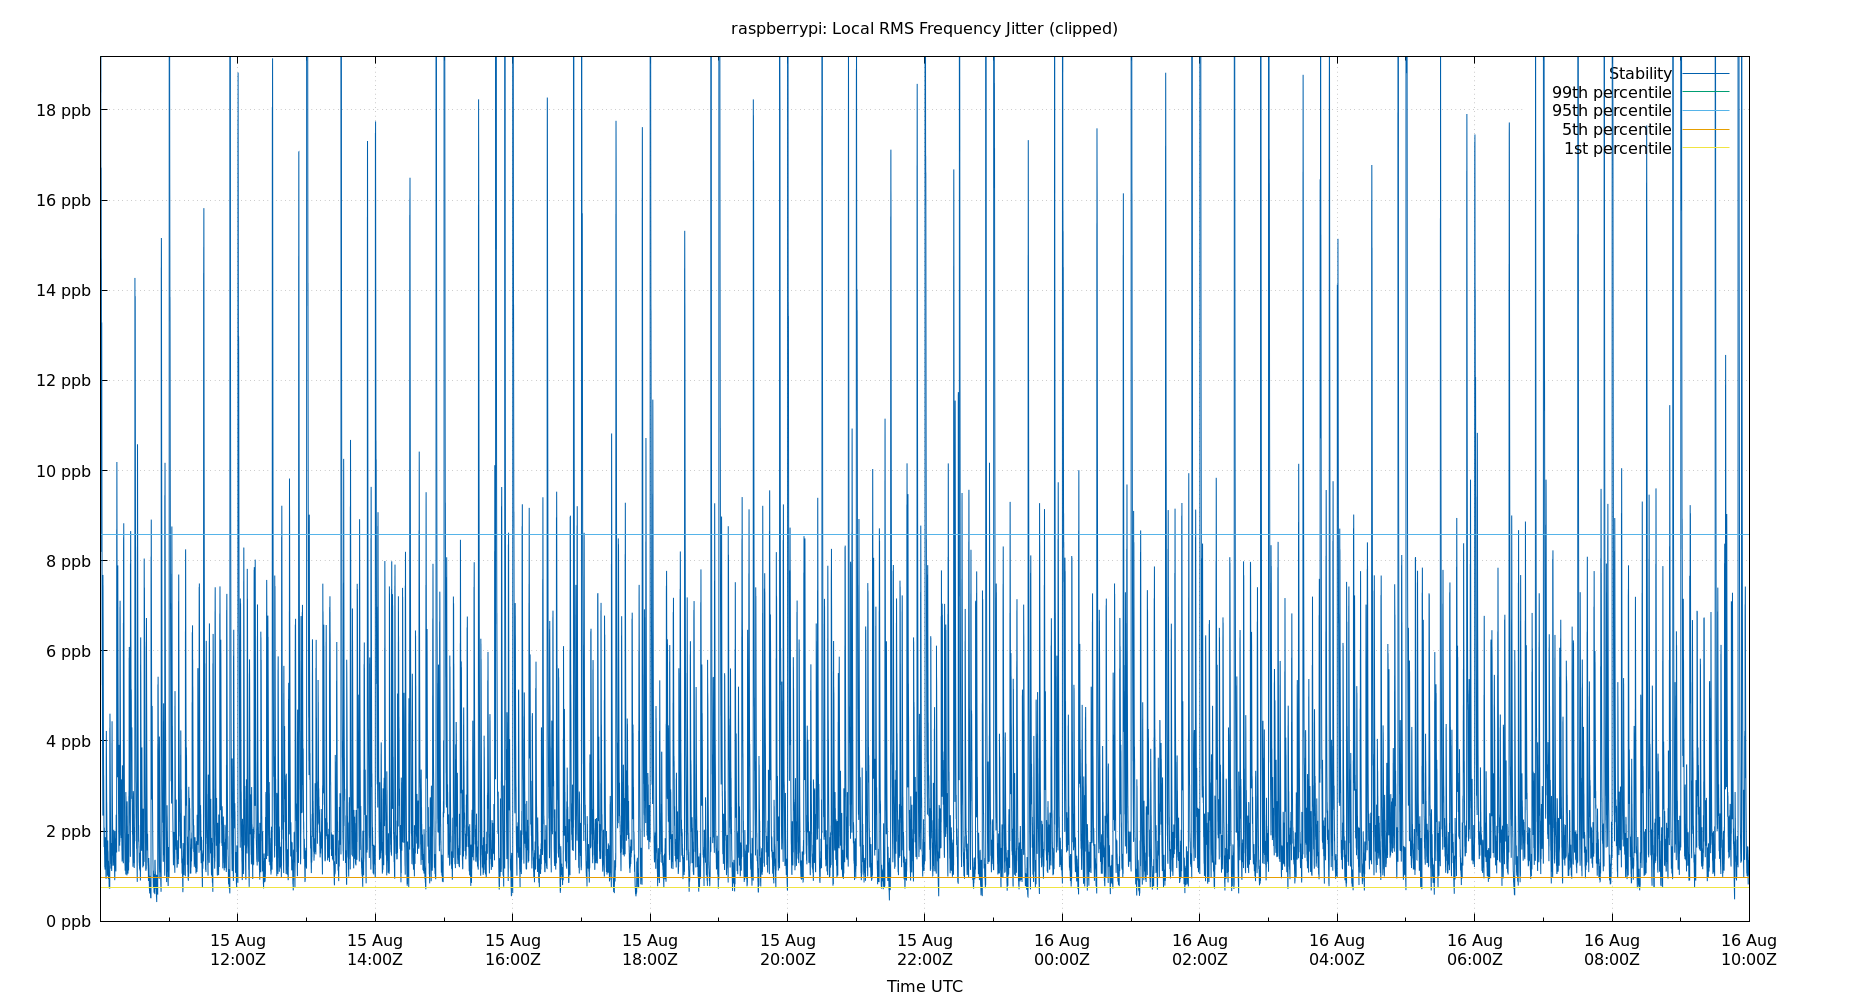 raspberrypi: Local RMS Frequency Jitter (clipped)
Stability
99th percentile
95th percentile
5th percentile
1st percentile
18 ppb
16 ppb
14 ppb
12 ppb
10 ppb
8 ppb
6 ppb
4 ppb
2 ppb
0 ppb
15 Aug 15 Aug 15 Aug 15 Aug 15 Aug 15 Aug 16 Aug 16 Aug 16 Aug 16 Aug 16 Aug 16 Aug
12:00Z 14:00Z 16:00Z 18:00Z 20:00Z 22:00Z 00:00Z 02:00Z 04:00Z 06:00Z 08:00Z 10:00Z
Time UTC